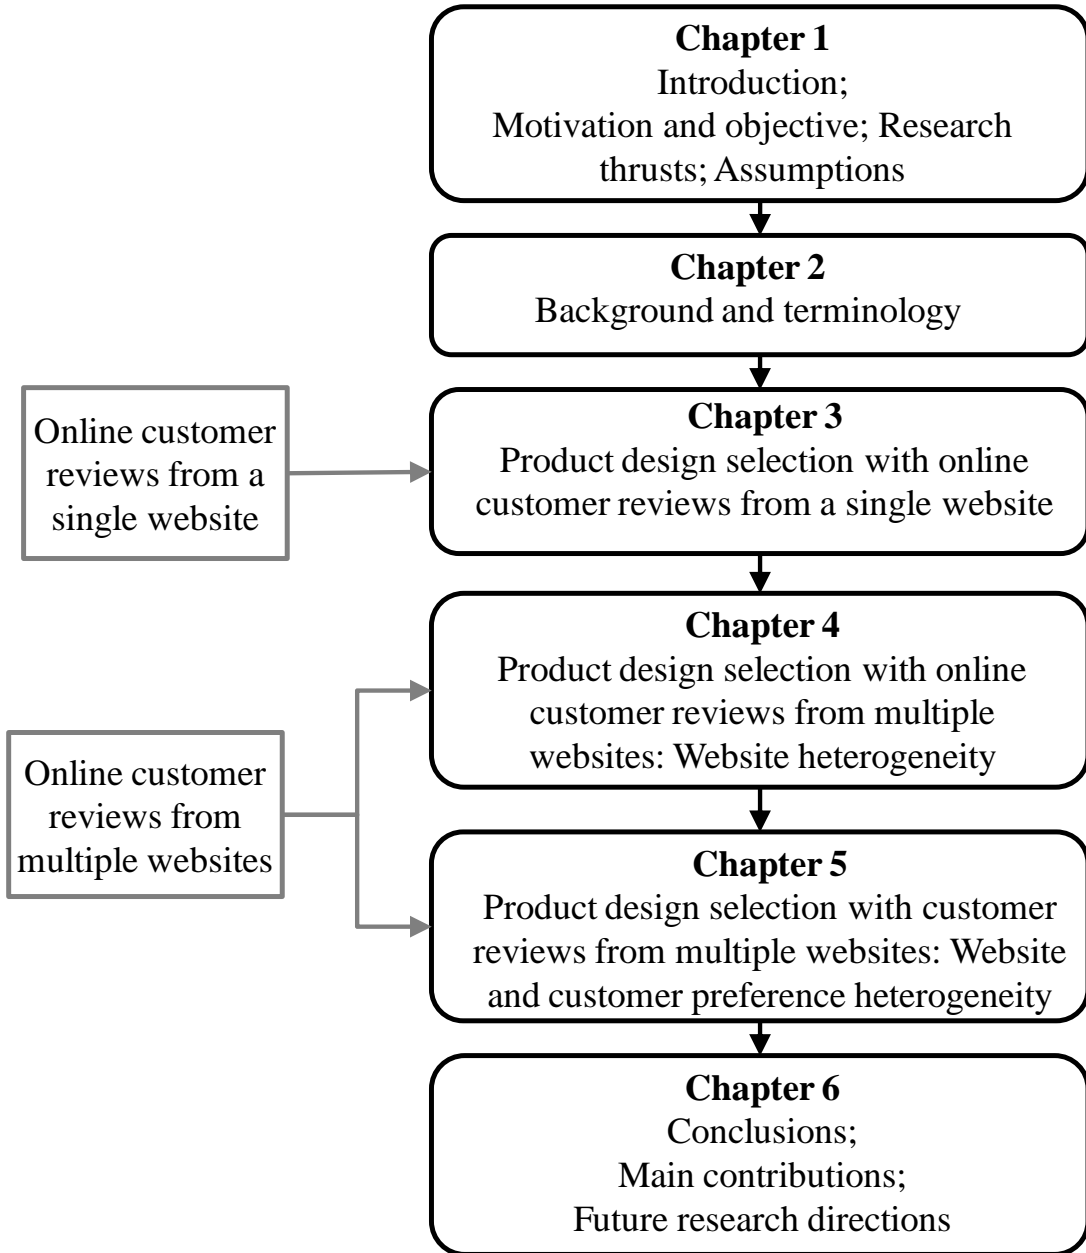 Chapter 1
Introduction;
Motivation and objective; Research
thrusts; Assumptions
Chapter 2
Background and terminology
Online customer
reviews from a
single website
Chapter 3
Product design selection with online
customer reviews from a single website
Chapter 4
Product design selection with online
customer reviews from multiple
websites: Website heterogeneity
Online customer
reviews from
multiple websites
Chapter 5
Product design selection with customer
reviews from multiple websites: Website
and customer preference heterogeneity
Chapter 6
Conclusions;
Main contributions;
Future research directions